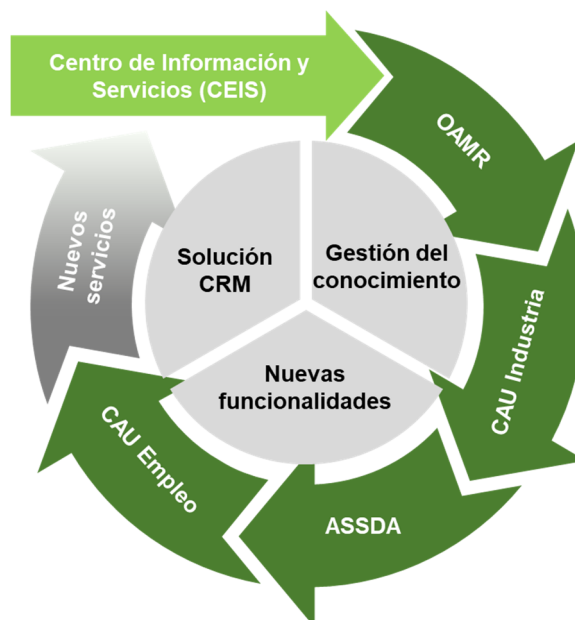 Centro de Información y
Servicios (CEIS)
OAMR
CAU Industria
ASSDA
CAU Empleo
Nuevos
servicios
Solución
CRM
Gestión del
conocimiento
Nuevas
funcionalidades